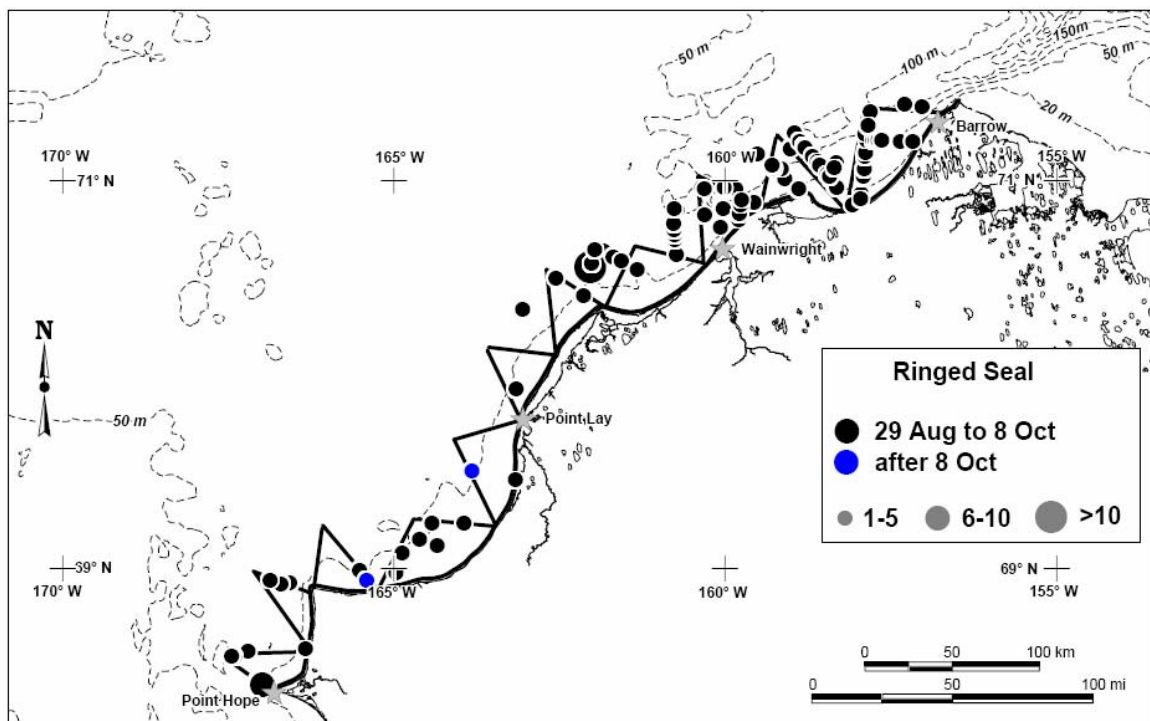 50 m
100 m
150m
50 m
20 m
Barrow
170° W
165° W
160° W
155° W
71° N
71° N
Wainwright
N
Ringed Seal
29 Aug to 8 Oct
after 8 Oct
1-5
6-10
>10
50 m
Point Lay
39° N
69° N
170° W
165° W
160° W
155° W
0 50 100 km
0 50 100 mi
Point Hope